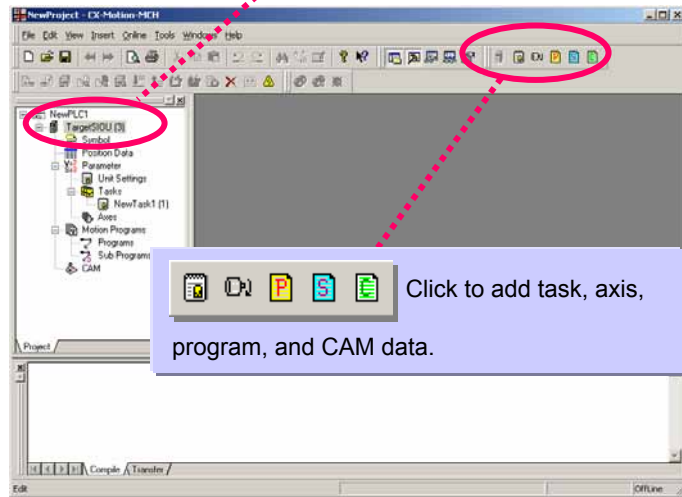 NewProject - CX-Motion-MCH
File Edit View Insert Online Tools Windows Help
NewPLC1
TargetSIOU (3)
Symbol
Position Data
Parameter
Unit Settings
Tasks
NewTask1 (1)
Axes
Motion Programs
Programs
Sub Programs
CAM
Project
P S C Click to add task, axis,
program, and CAM data.
Compile Transfer
Edit OffLine